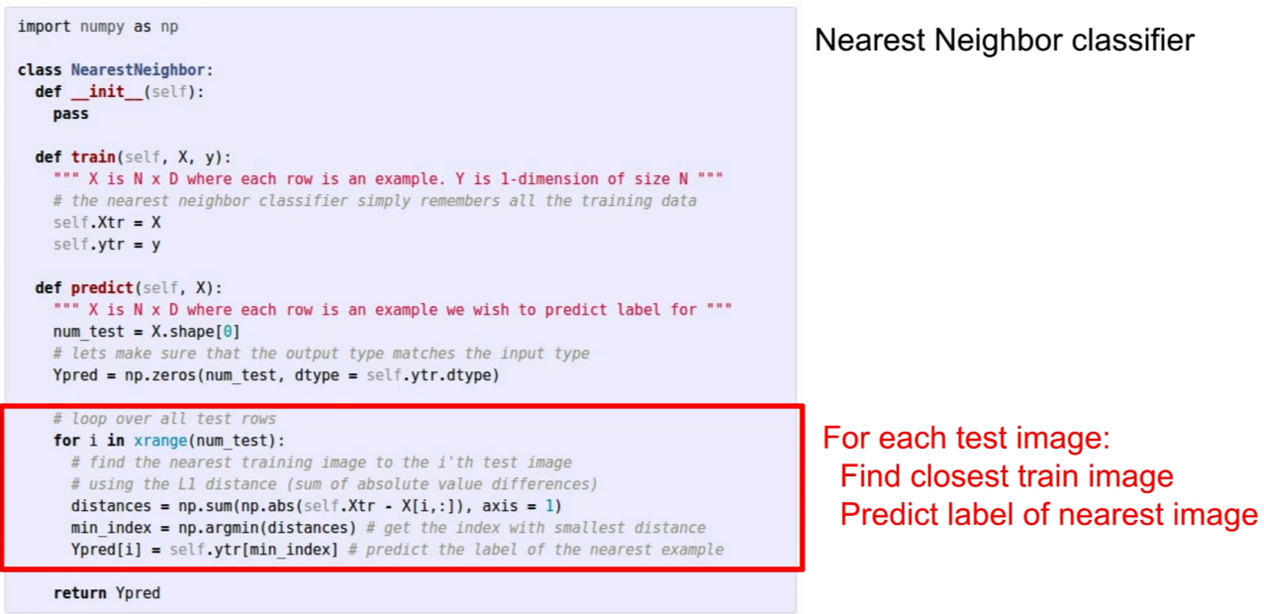 import numpy as np
class NearestNeighbor:
def __init__(self):
pass
def train(self, X, y):
""" X is N x D where each row is an example. Y is 1-dimension of size N """
# the nearest neighbor classifier simply remembers all the training data
self.Xtr = X
self.ytr = y
def predict(self, X):
""" X is N x D where each row is an example we wish to predict label for """
num_test = X.shape[0]
# lets make sure that the output type matches the input type
Ypred = np.zeros(num_test, dtype = self.ytr.dtype)
# loop over all test rows
for i in xrange(num_test):
# find the nearest training image to the i'th test image
# using the L1 distance (sum of absolute value differences)
distances = np.sum(np.abs(self.Xtr - X[i,:]), axis = 1)
min_index = np.argmin(distances) # get the index with smallest distance
Ypred[i] = self.ytr[min_index] # predict the label of the nearest example
return Ypred
Nearest Neighbor classifier
For each test image:
Find closest train image
Predict label of nearest image